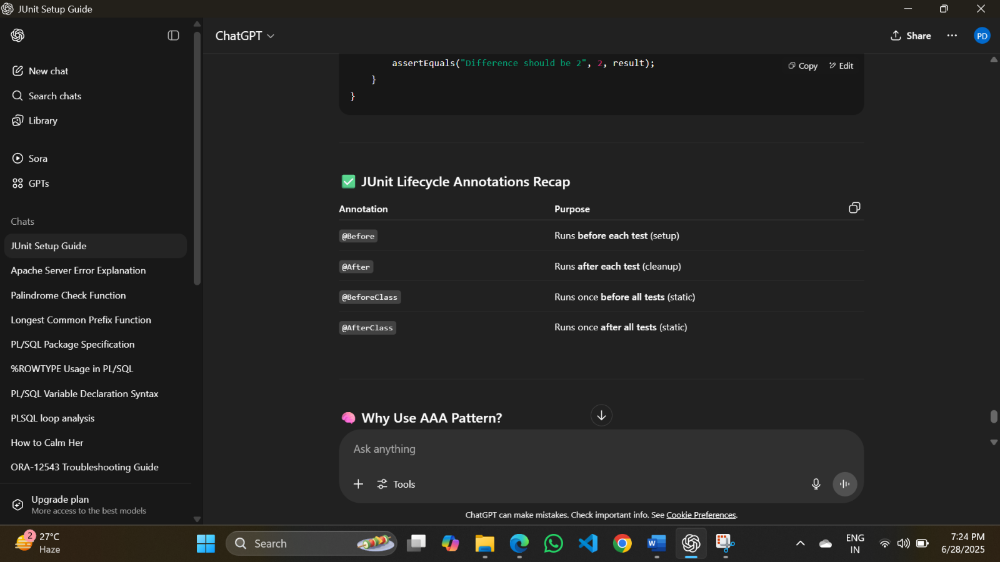 JUnit Setup Guide
ChatGPT
Share
PD
New chat
Search chats
Library
Sora
GPTs
Chats
JUnit Setup Guide
Apache Server Error Explanation
Palindrome Check Function
Longest Common Prefix Function
PL/SQL Package Specification
%ROWTYPE Usage in PL/SQL
PL/SQL Variable Declaration Syntax
PLSQL loop analysis
How to Calm Her
ORA-12543 Troubleshooting Guide
Upgrade plan
More access to the best models
assertEquals("Difference should be 2", 2, result);
Copy Edit
}
}
JUnit Lifecycle Annotations Recap
Annotation Purpose
@Before Runs before each test (setup)
@After Runs after each test (cleanup)
@BeforeClass Runs once before all tests (static)
@AfterClass Runs once after all tests (static)
Why Use AAA Pattern?
Ask anything
Tools
ChatGPT can make mistakes. Check important info. See Cookie Preferences.
2
27°C
Haze
Search
W
ENG
IN
7:24 PM
6/28/2025